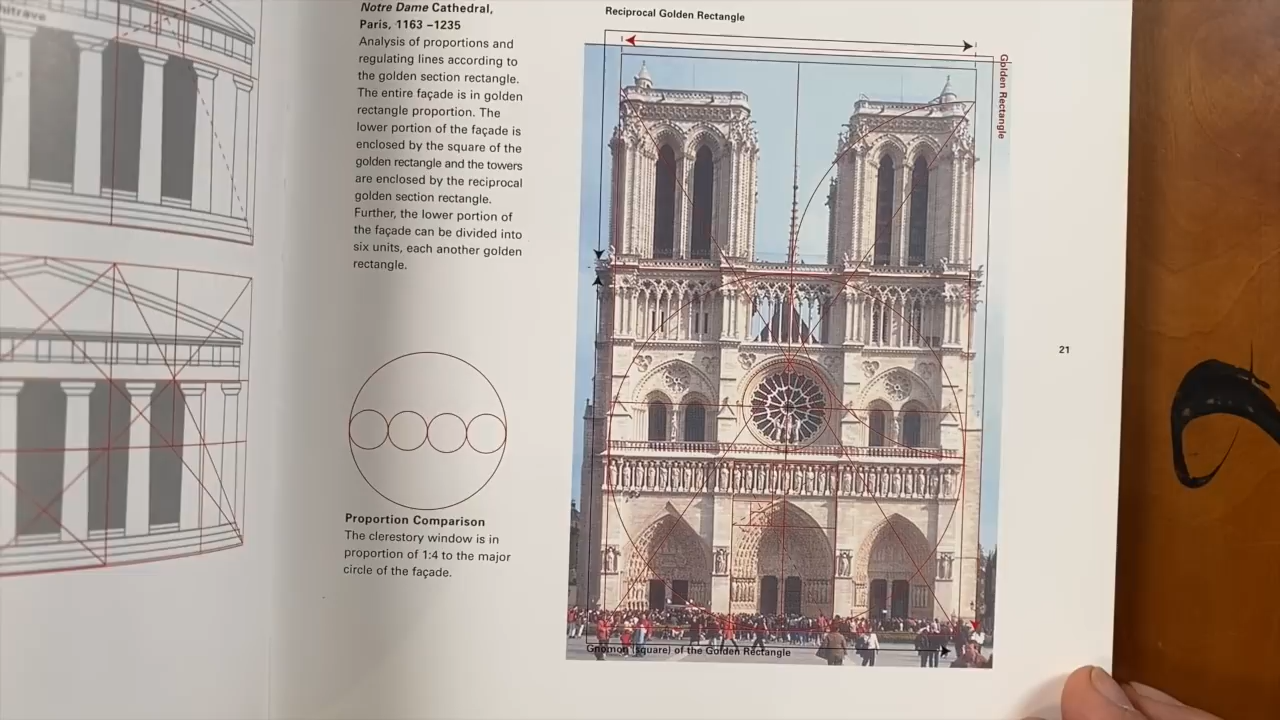 Notre Dame Cathedral,
Paris, 1163 –1235
Analysis of proportions and
regulating lines according to
the golden section rectangle.
The entire façade is in golden
rectangle proportion. The
lower portion of the façade is
enclosed by the square of the
golden rectangle and the towers
are enclosed by the reciprocal
golden section rectangle.
Further, the lower portion of
the façade can be divided into
six units, each another golden
rectangle.
Proportion Comparison
The clerestory window is in
proportion of 1:4 to the major
circle of the façade.
Reciprocal Golden Rectangle
Golden Rectangle
Gnomon (square) of the Golden Rectangle
21